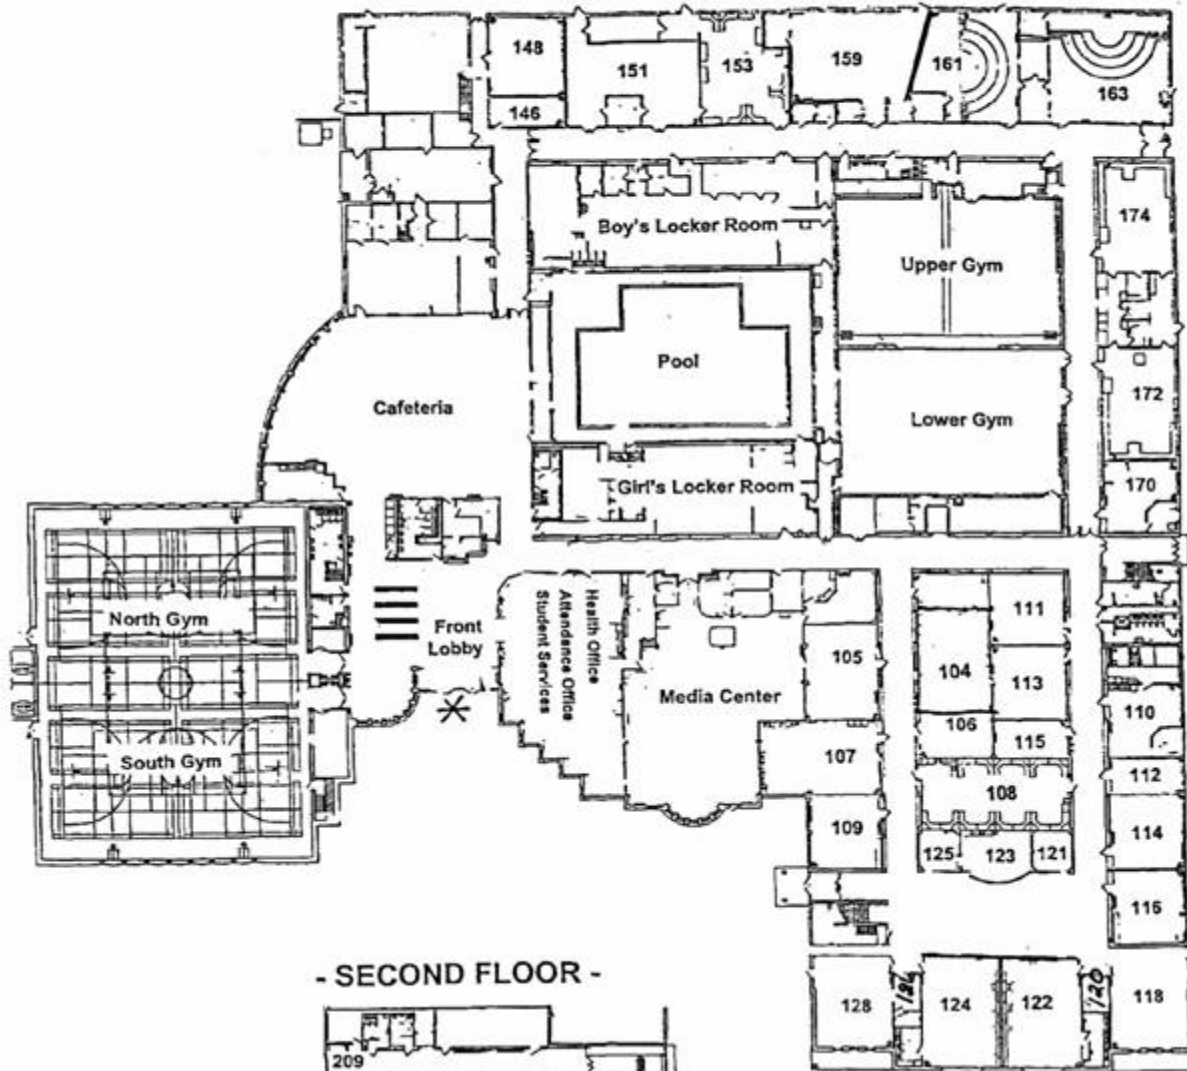 148
151
153
159
161
163
146
174
Boy's Locker Room
Upper Gym
Pool
172
Cafeteria
Lower Gym
170
Girl's Locker Room
North Gym
Front
Lobby
Health Office
Attendence Office
Student Services
Media Center
105
104
111
113
106
115
110
South Gym
107
108
112
109
114
125
123
121
116
- SECOND FLOOR -
128
126
124
122
120
118
209